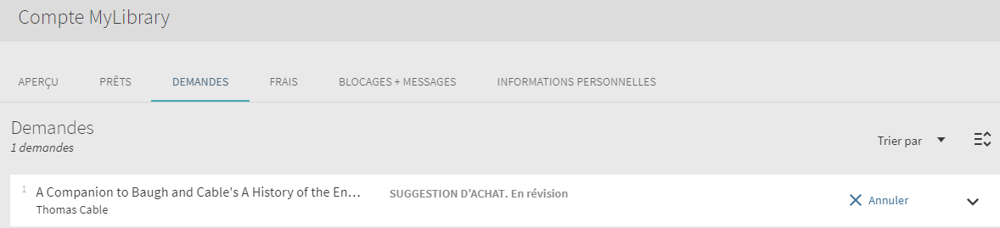 Compte MyLibrary
APERÇU PRÊTS DEMANDES FRAIS BLOCAGES + MESSAGES INFORMATIONS PERSONNELLES
Demandes
1 demandes
Trier par
1 A Companion to Baugh and Cable's A History of the En… SUGGESTION D'ACHAT. En révision Annuler
Thomas Cable